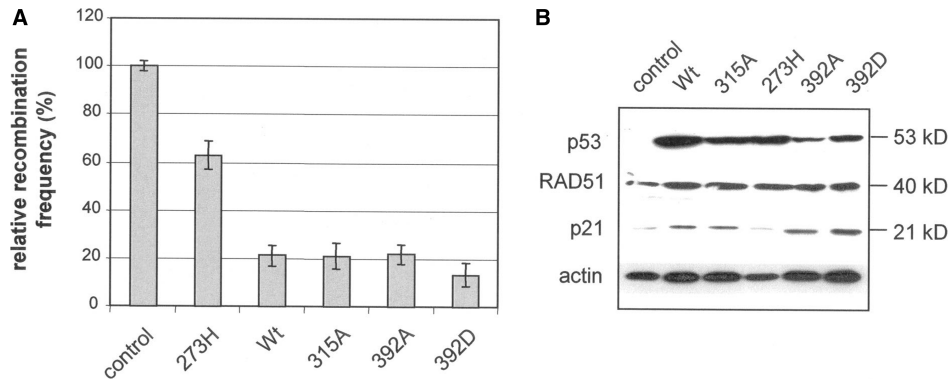 A
relative recombination
frequency (%)
120
100
80
60
40
20
0
control
273H
Wt
315A
392A
392D
B
control
Wt
315A
273H
392A
392D
p53
53 kD
RAD51
40 kD
p21
21 kD
actin